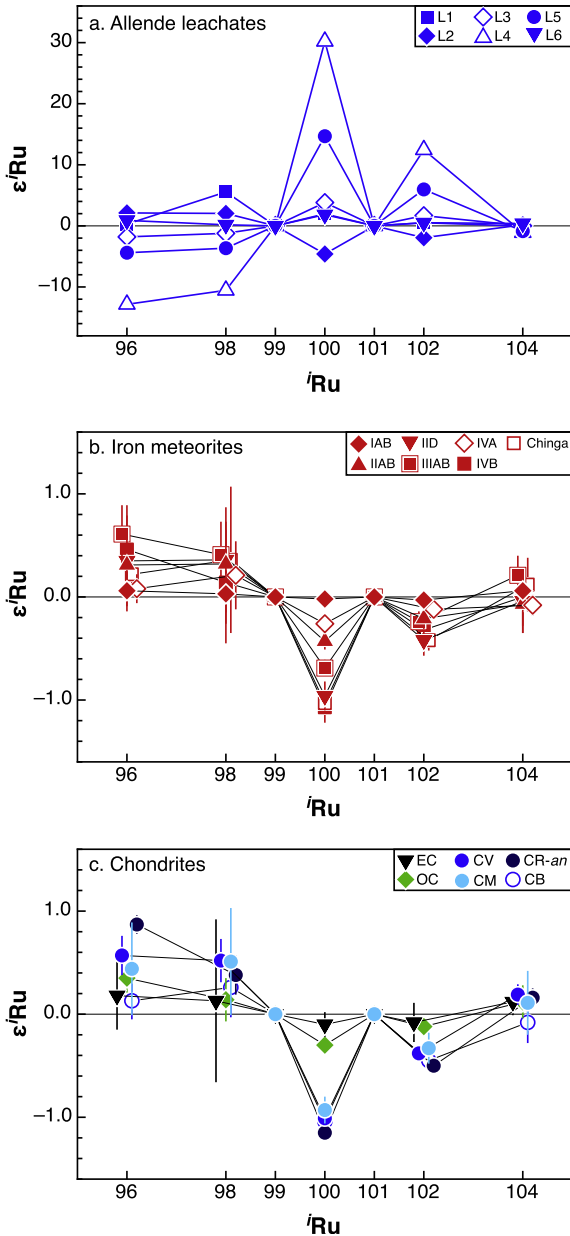 a. Allende leachates
L1 L3 L5
L2 L4 L6
30
20
10
0
−10
εⁱRu
96 98 99 100 101 102 104
ⁱRu
b. Iron meteorites
IAB IID IVA Chinga
IIAB IIIAB IVB
1.0
0.0
−1.0
εⁱRu
96 98 99 100 101 102 104
ⁱRu
c. Chondrites
EC CV CR-an
OC CM CB
1.0
0.0
−1.0
εⁱRu
96 98 99 100 101 102 104
ⁱRu